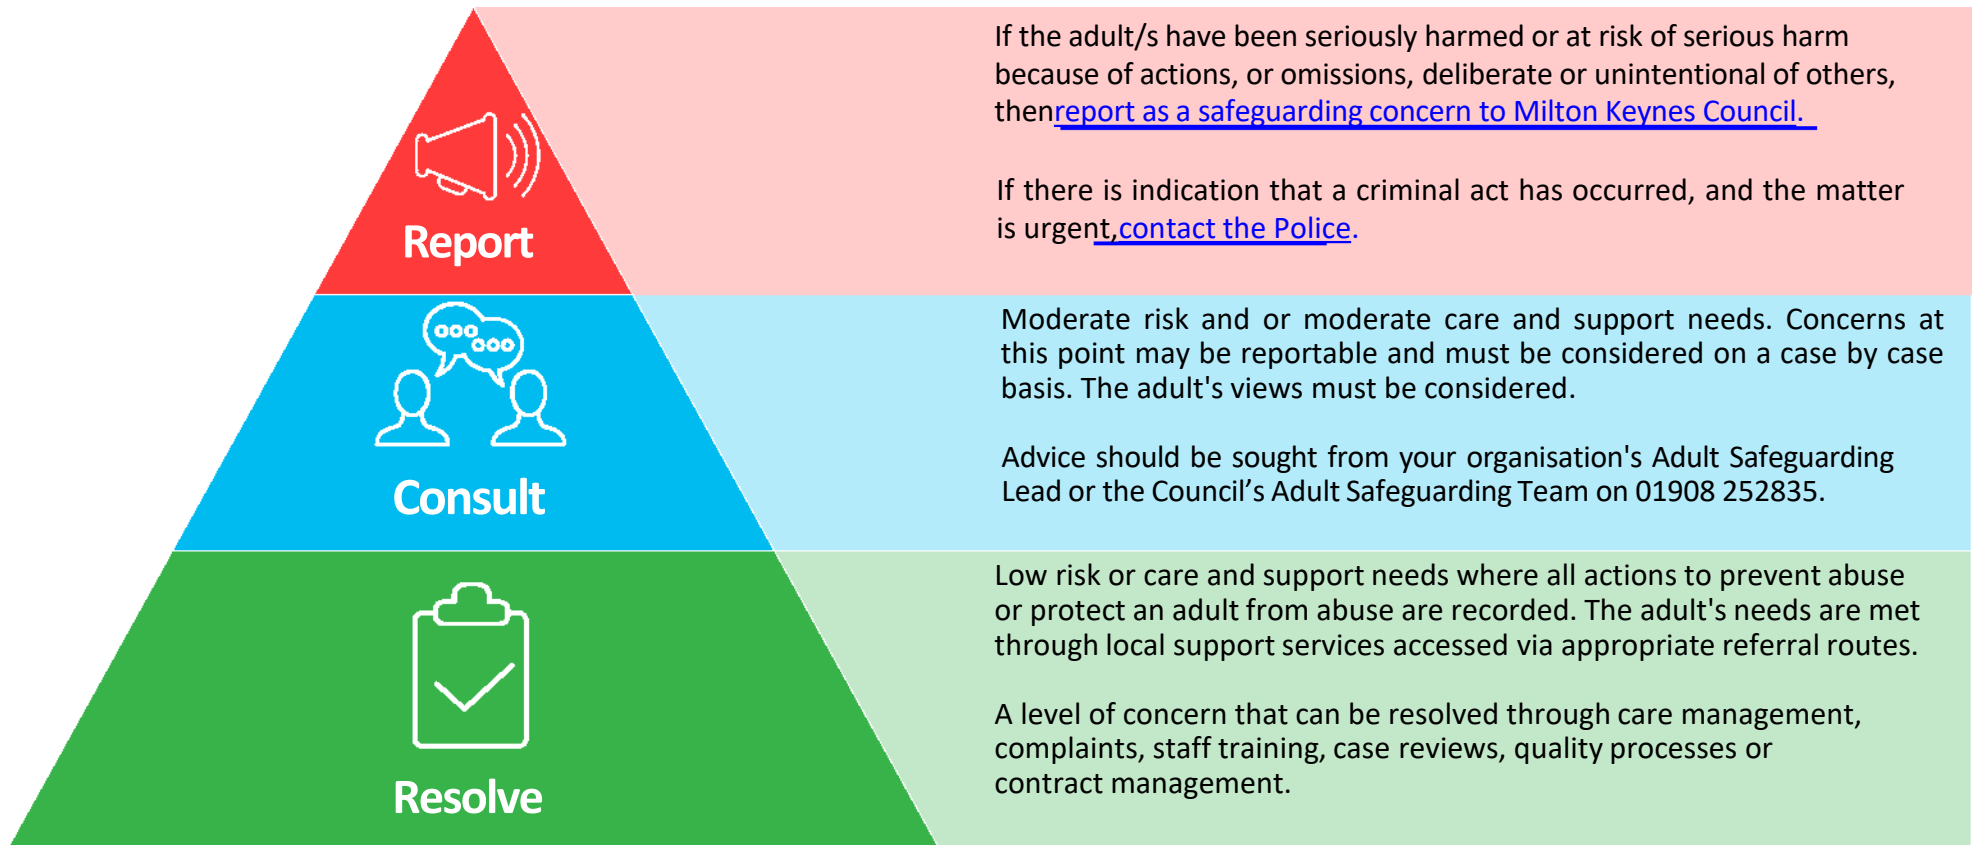 If the adult/s have been seriously harmed or at risk of serious harm
because of actions, or omissions, deliberate or unintentional of others,
thenreport as a safeguarding concern to Milton Keynes Council.
If there is indication that a criminal act has occurred, and the matter
is urgent,contact the Police.
Report
Moderate risk and or moderate care and support needs. Concerns at
this point may be reportable and must be considered on a case by case
basis. The adult's views must be considered.
Advice should be sought from your organisation's Adult Safeguarding
Lead or the Council’s Adult Safeguarding Team on 01908 252835.
Consult
Low risk or care and support needs where all actions to prevent abuse
or protect an adult from abuse are recorded. The adult's needs are met
through local support services accessed via appropriate referral routes.
A level of concern that can be resolved through care management,
complaints, staff training, case reviews, quality processes or
contract management.
Resolve